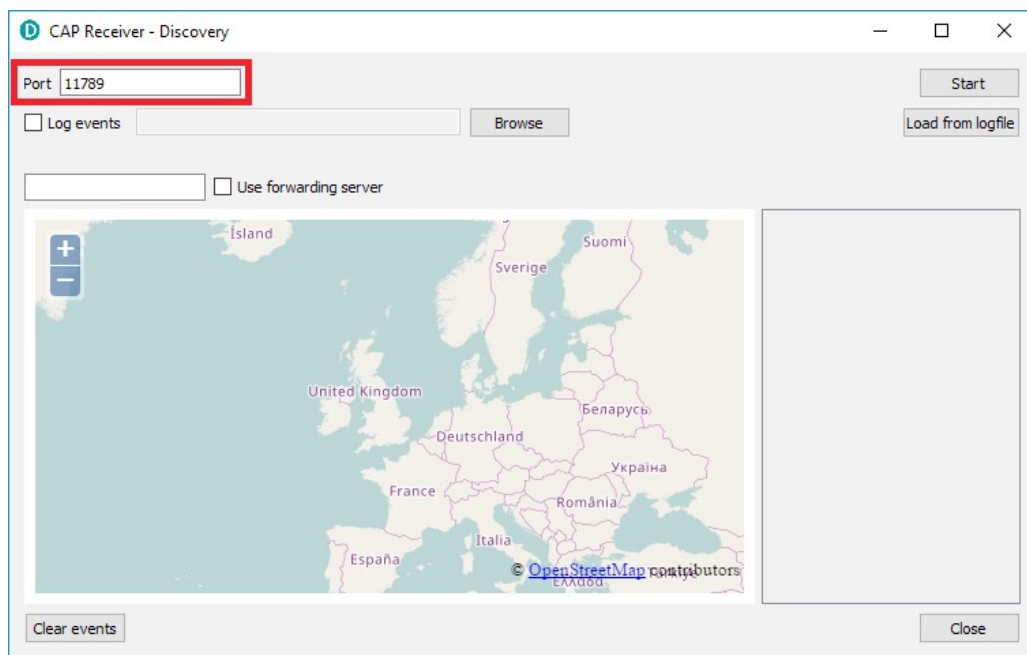 CAP Receiver - Discovery
Port 11789 Start
Log events Browse Load from logfile
Use forwarding server
Ísland
Suomi
Sverige
United Kingdom
Беларусь
Deutschland
Україна
France
România
Italia
España
© OpenStreetMap contributors
Ελλάδα
Clear events Close